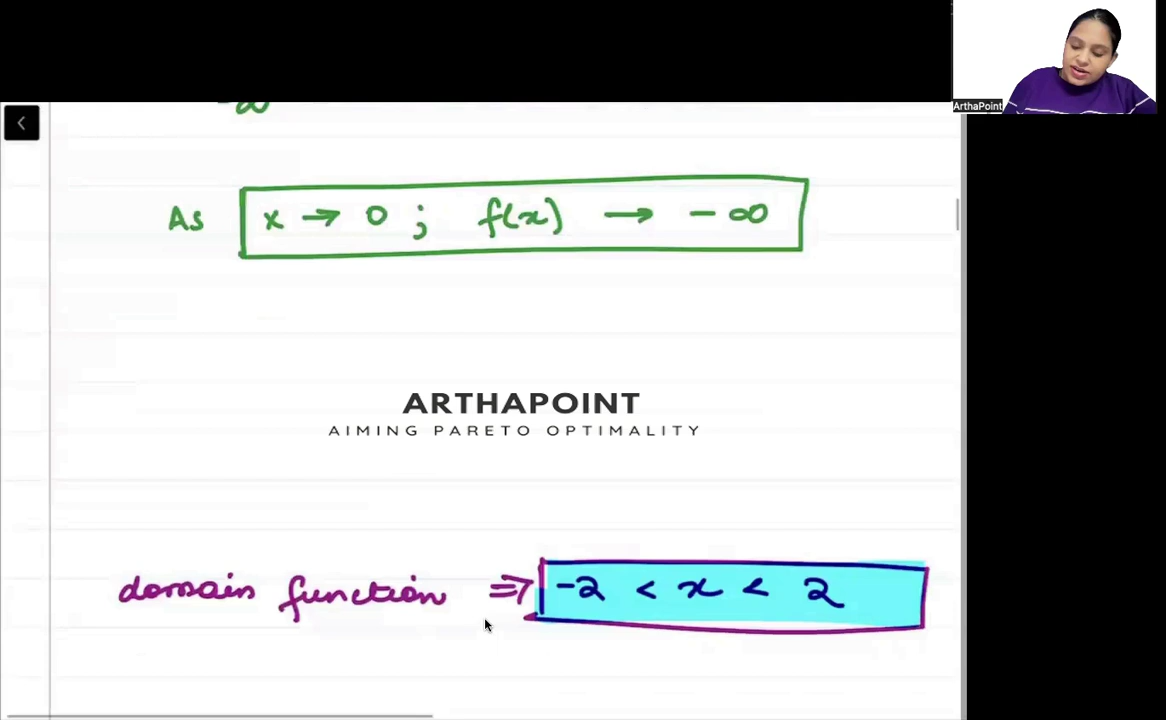 ArthaPoint
As x → 0 ; f(x) → - ∞
ARTHAPOINT
AIMING PARETO OPTIMALITY
domain function ⇒ -2 < x < 2